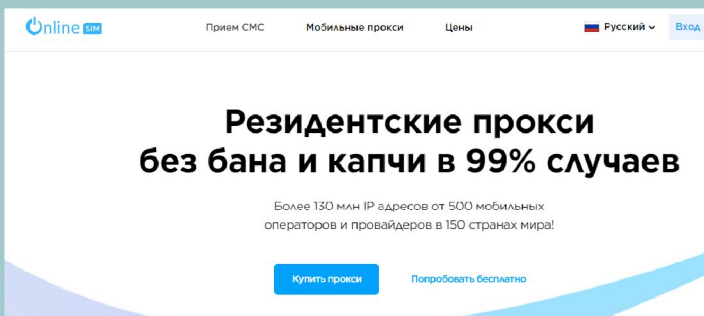 Online SIM
Прием СМС
Мобильные прокси
Цены
Русский
Вход
Резидентские прокси
без бана и капчи в 99% случаев
Более 130 млн IP адресов от 500 мобильных
операторов и провайдеров в 150 странах мира!
Купить прокси
Попробовать бесплатно